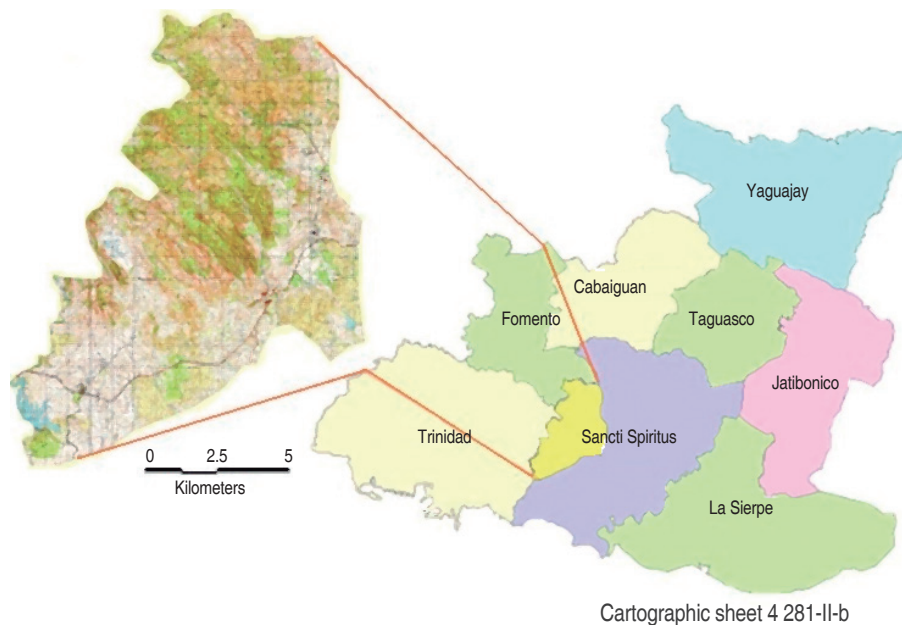 Yaguajay
Cabaiguan
Fomento
Taguasco
Jatibonico
Trinidad
Sancti Spiritus
La Sierpe
0 2.5 5
Kilometers
Cartographic sheet 4 281-II-b